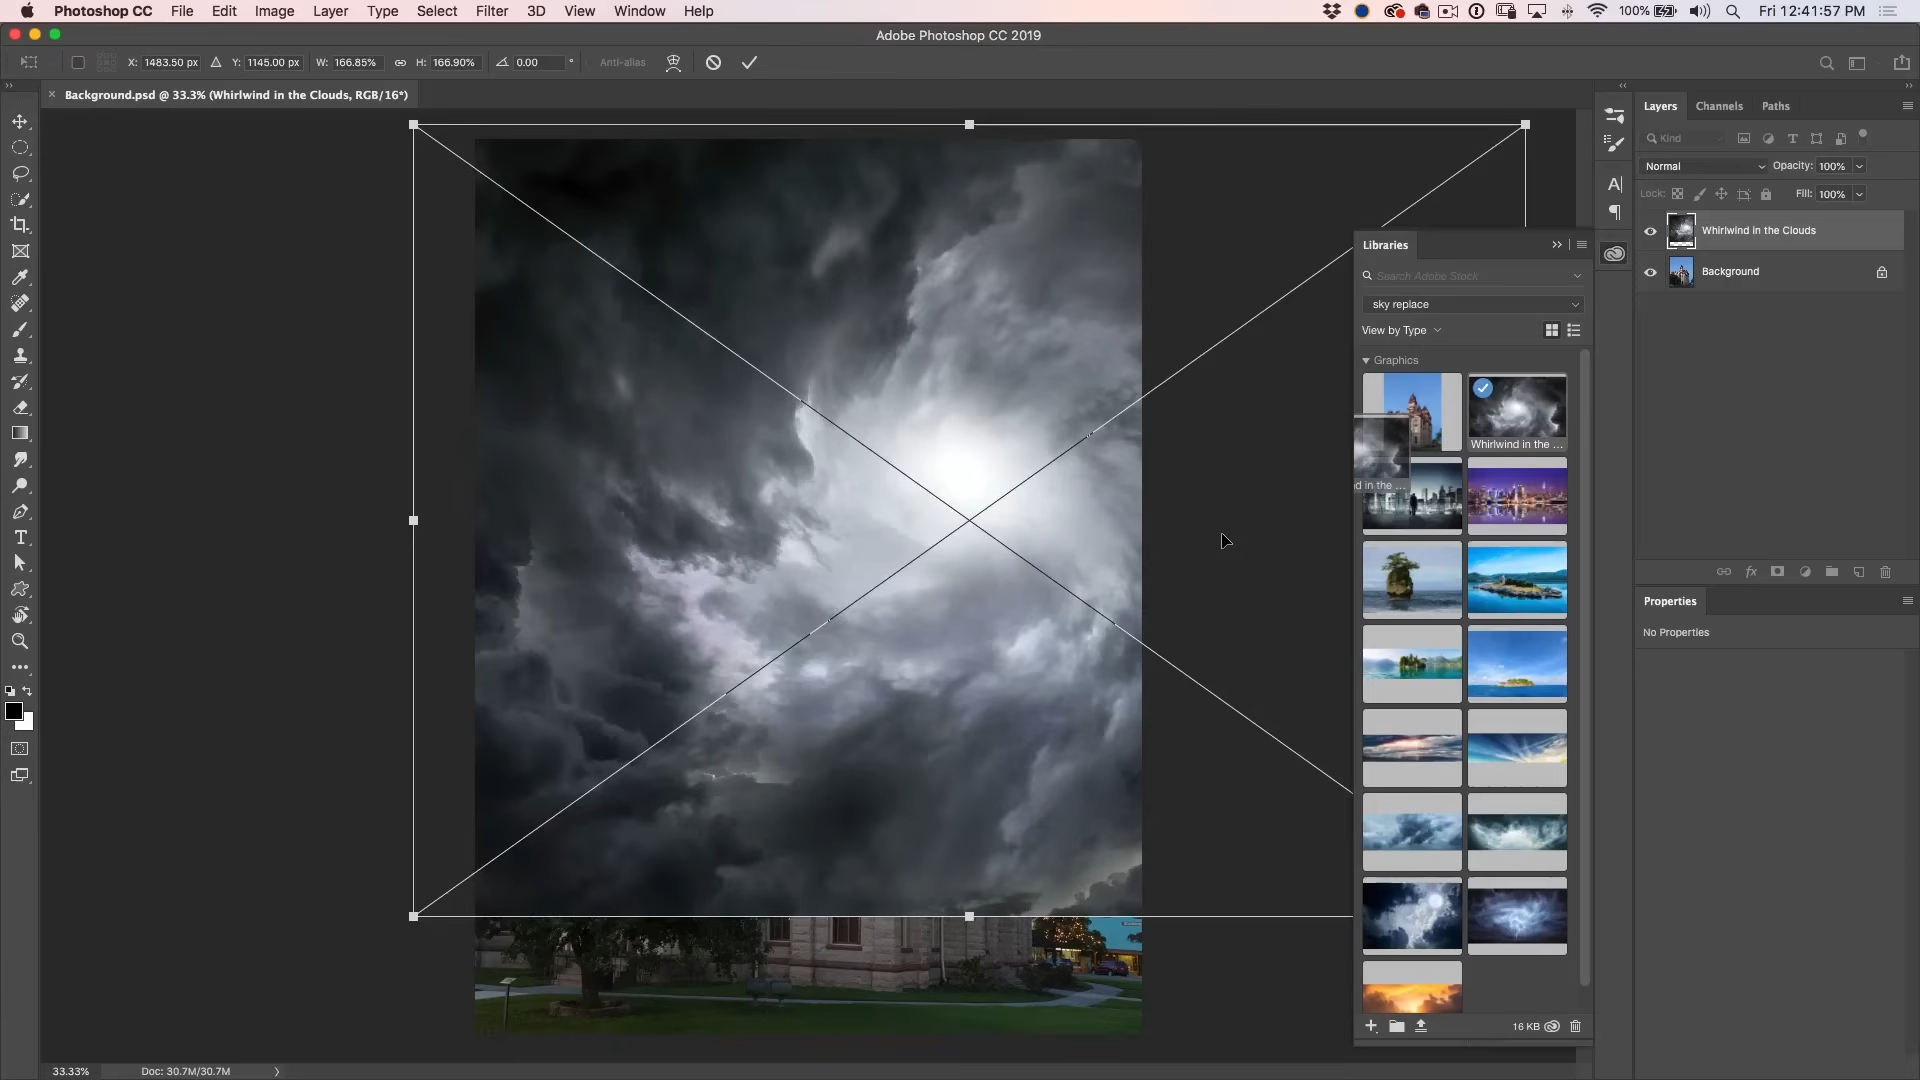 Photoshop CC File Edit Image Layer Type Select Filter 3D View Window Help 100% Fri 12:41:57 PM
Adobe Photoshop CC 2019
X: 1483.50 px Y: 1145.00 px W: 166.85% H: 166.90% 0.00 ° Anti-alias
× Background.psd @ 33.3% (Whirlwind in the Clouds, RGB/16*)
Layers Channels Paths
Kind
Normal Opacity: 100%
Lock: Fill: 100%
Whirlwind in the Clouds
Background
Libraries
Search Adobe Stock
sky replace
View by Type
Graphics
Whirlwind in the ...
d in the ...
16 KB
Properties
No Properties
33.33% Doc: 30.7M/30.7M